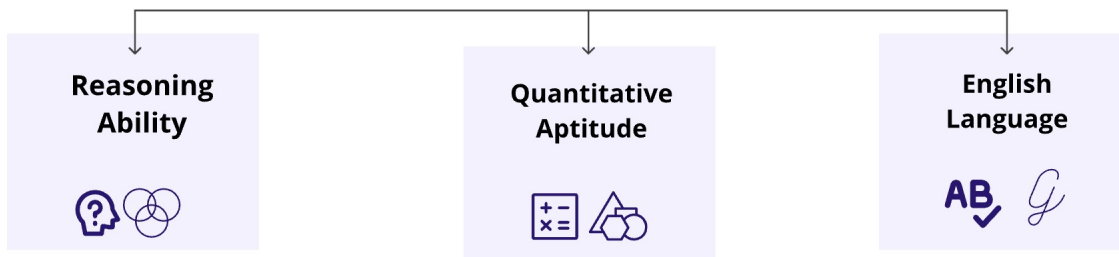 Reasoning
Ability
Quantitative
Aptitude
English
Language
?
+ -
× =
AB
G